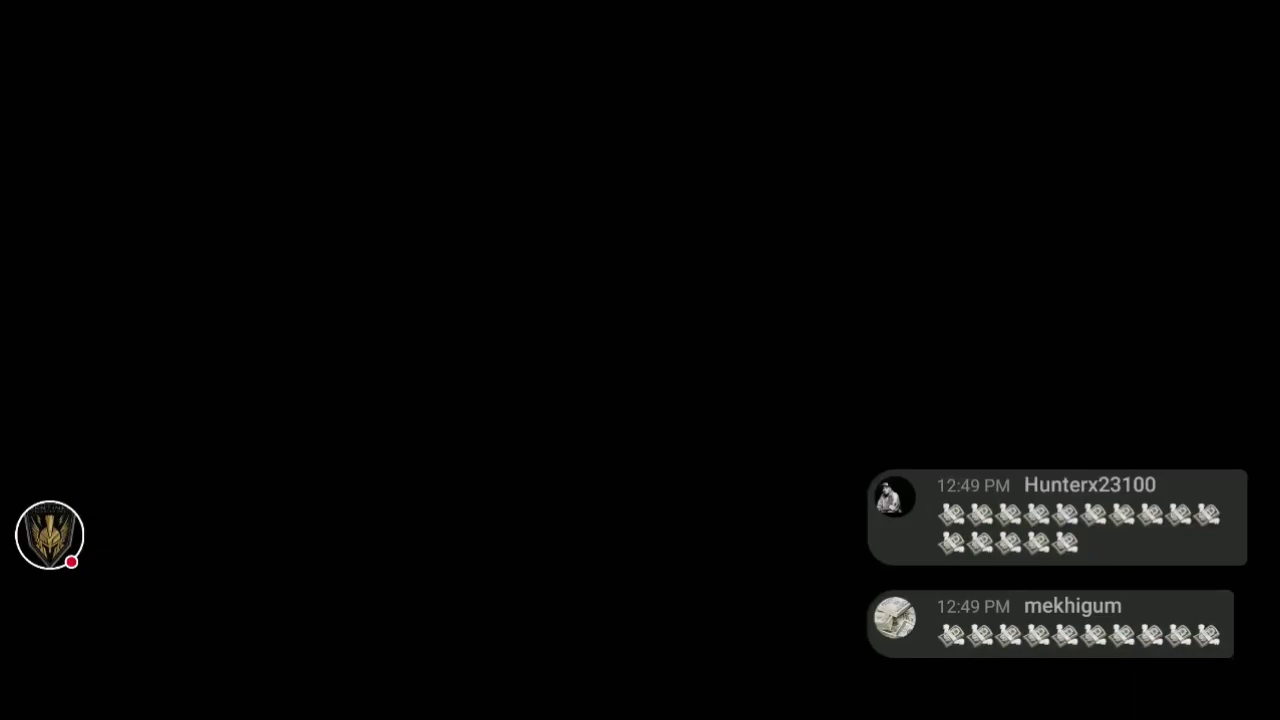 12:49 PM Hunterx23100
💸💸💸💸💸💸💸💸💸💸
💸💸💸💸💸
12:49 PM mekhigum
💸💸💸💸💸💸💸💸💸💸